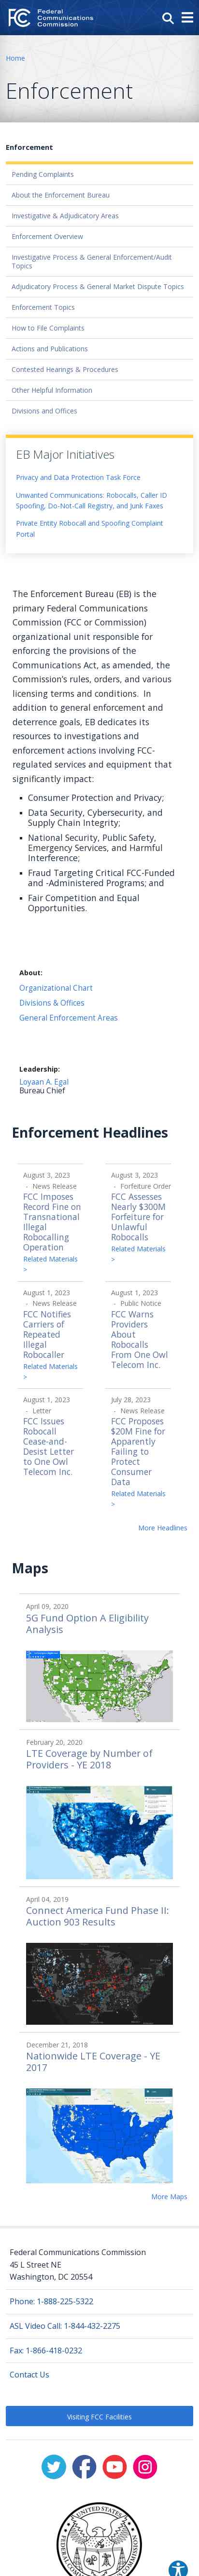 FC Federal
Communications
Commission
Home
Enforcement
Enforcement
Pending Complaints
About the Enforcement Bureau
Investigative & Adjudicatory Areas
Enforcement Overview
Investigative Process & General Enforcement/Audit
Topics
Adjudicatory Process & General Market Dispute Topics
Enforcement Topics
How to File Complaints
Actions and Publications
Contested Hearings & Procedures
Other Helpful Information
Divisions and Offices
EB Major Initiatives
Privacy and Data Protection Task Force
Unwanted Communications: Robocalls, Caller ID
Spoofing, Do-Not-Call Registry, and Junk Faxes
Private Entity Robocall and Spoofing Complaint
Portal
The Enforcement Bureau (EB) is the
primary Federal Communications
Commission (FCC or Commission)
organizational unit responsible for
enforcing the provisions of the
Communications Act, as amended, the
Commission's rules, orders, and various
licensing terms and conditions. In
addition to general enforcement and
deterrence goals, EB dedicates its
resources to investigations and
enforcement actions involving FCC-
regulated services and equipment that
significantly impact:
Consumer Protection and Privacy;
Data Security, Cybersecurity, and
Supply Chain Integrity;
National Security, Public Safety,
Emergency Services, and Harmful
Interference;
Fraud Targeting Critical FCC-Funded
and -Administered Programs; and
Fair Competition and Equal
Opportunities.
About:
Organizational Chart
Divisions & Offices
General Enforcement Areas
Leadership:
Loyaan A. Egal
Bureau Chief
Enforcement Headlines
August 3, 2023
- News Release
FCC Imposes
Record Fine on
Transnational
Illegal
Robocalling
Operation
Related Materials
>
August 3, 2023
- Forfeiture Order
FCC Assesses
Nearly $300M
Forfeiture for
Unlawful
Robocalls
Related Materials
>
August 1, 2023
- News Release
FCC Notifies
Carriers of
Repeated
Illegal
Robocaller
Related Materials
>
August 1, 2023
- Public Notice
FCC Warns
Providers
About
Robocalls
From One Owl
Telecom Inc.
August 1, 2023
- Letter
FCC Issues
Robocall
Cease-and-
Desist Letter
to One Owl
Telecom Inc.
July 28, 2023
- News Release
FCC Proposes
$20M Fine for
Apparently
Failing to
Protect
Consumer
Data
Related Materials
>
More Headlines
Maps
April 09, 2020
5G Fund Option A Eligibility
Analysis
February 20, 2020
LTE Coverage by Number of
Providers - YE 2018
April 04, 2019
Connect America Fund Phase II:
Auction 903 Results
December 21, 2018
Nationwide LTE Coverage - YE
2017
More Maps
Federal Communications Commission
45 L Street NE
Washington, DC 20554
Phone: 1-888-225-5322
ASL Video Call: 1-844-432-2275
Fax: 1-866-418-0232
Contact Us
Visiting FCC Facilities